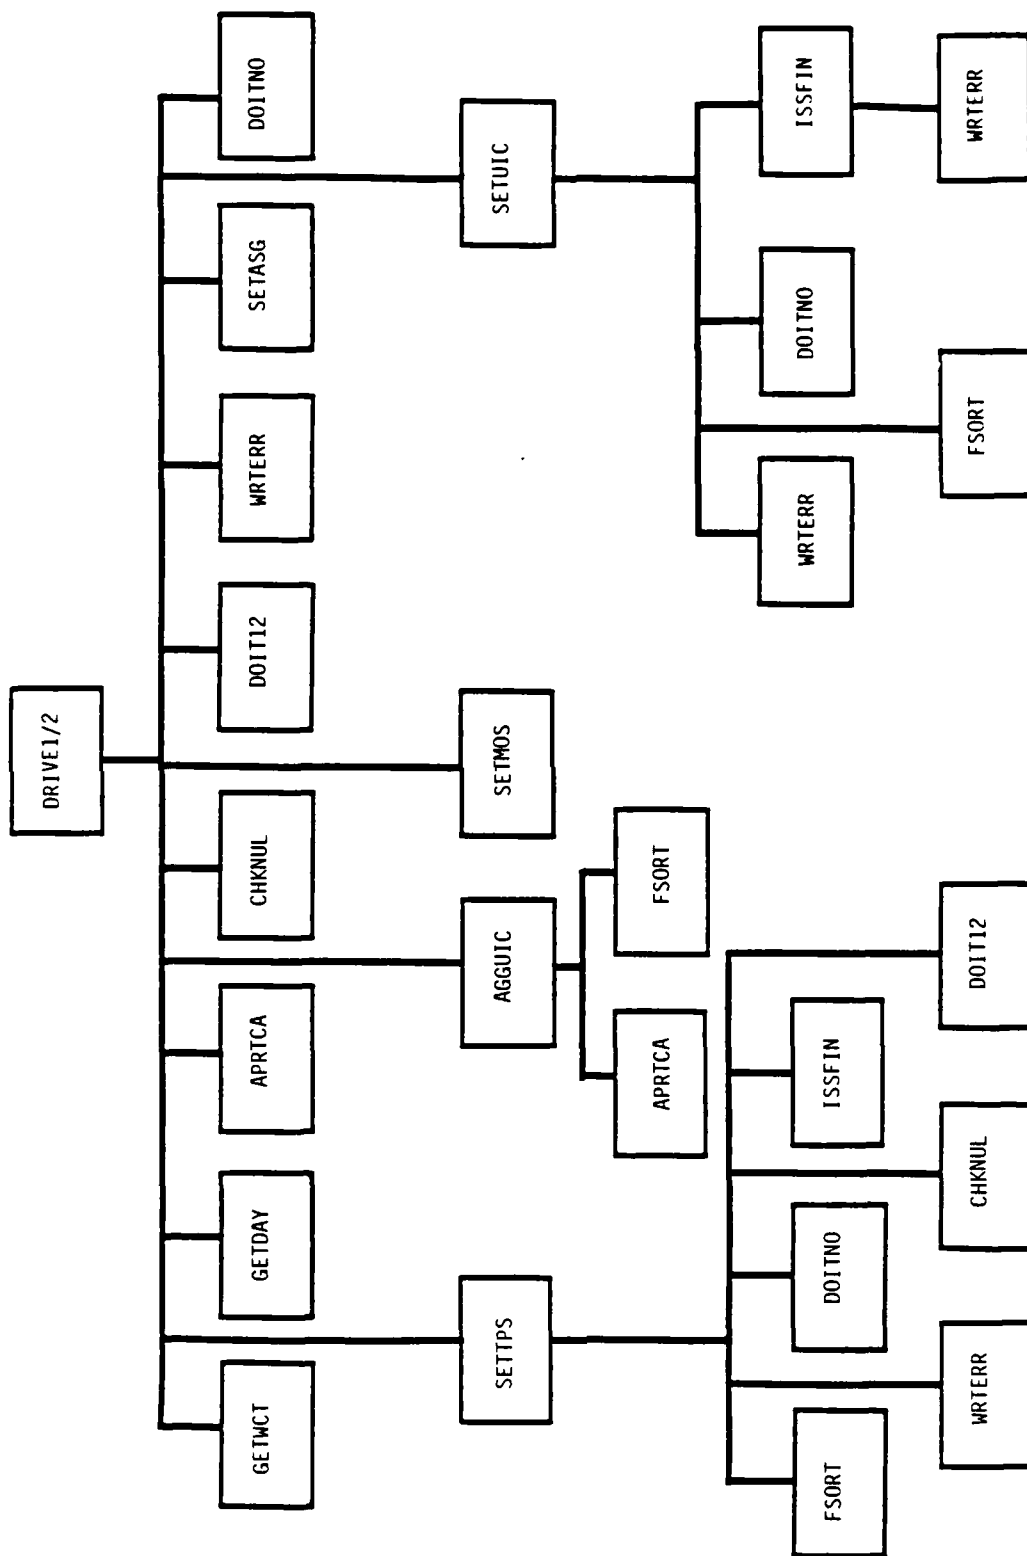 DRIVE1/2
GETWCT
GETDAY
APRTCA
CHKNUL
DOIT12
WRTERR
SETASG
DOITNO
SETTPS
AGGUIC
SETMOS
SETUIC
APRTCA
FSORT
FSORT
WRTERR
DOITNO
CHKNUL
ISSFIN
DOIT12
WRTERR
FSORT
DOITNO
ISSFIN
WRTERR